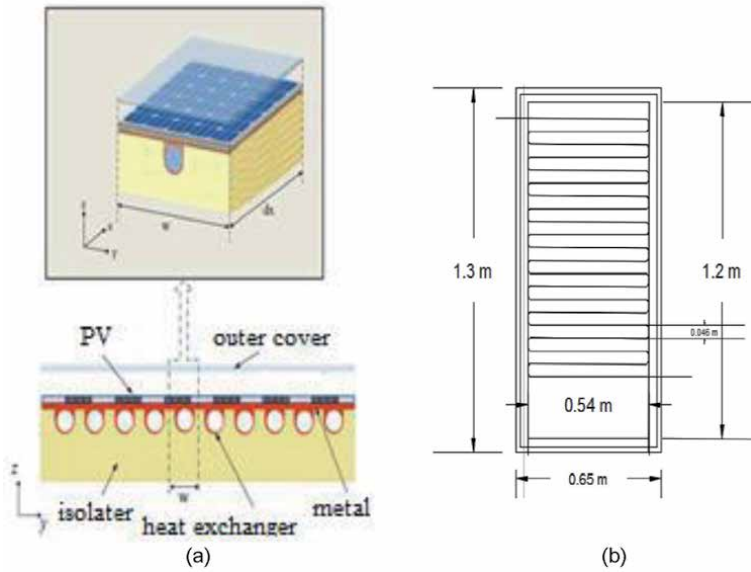 z
x
y
w
dx
PV
outer cover
z
y
isolater
w
heat exchanger
metal
(a)
1.3 m
1.2 m
0.046 m
0.54 m
0.65 m
(b)